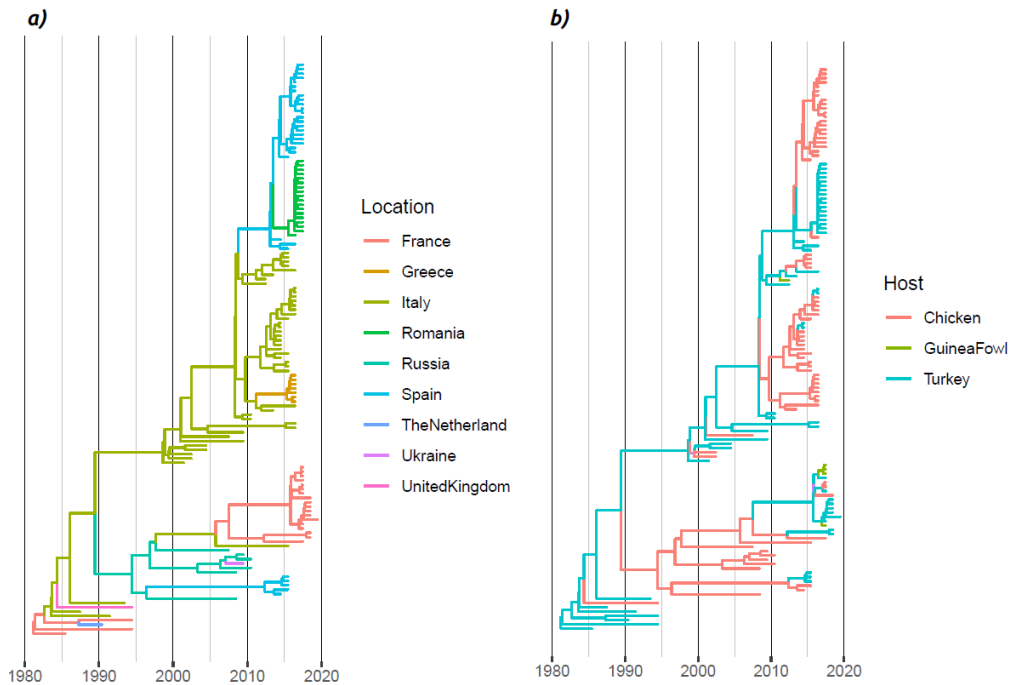 a)
Location
France
Greece
Italy
Romania
Russia
Spain
TheNetherland
Ukraine
UnitedKingdom
1980 1990 2000 2010 2020
b)
Host
Chicken
GuineaFowl
Turkey
1980 1990 2000 2010 2020